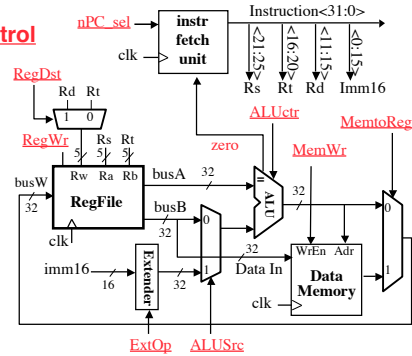 nPC_sel
instr
fetch
unit
clk
Instruction<31:0>
<21:25>
<16:20>
<11:15>
<0:15>
Rs
Rt
Rd
Imm16
trol
RegDst
Rd
Rt
1
0
RegWr
Rs
Rt
5
5
5
Rw
Ra
Rb
busW
32
RegFile
clk
busA
32
busB
32
zero
ALUctr
=
ALU
32
MemWr
MemtoReg
0
1
0
1
32
32
Data In
WrEn
Adr
Data
Memory
clk
imm16
16
Extender
32
ExtOp
ALUSrc